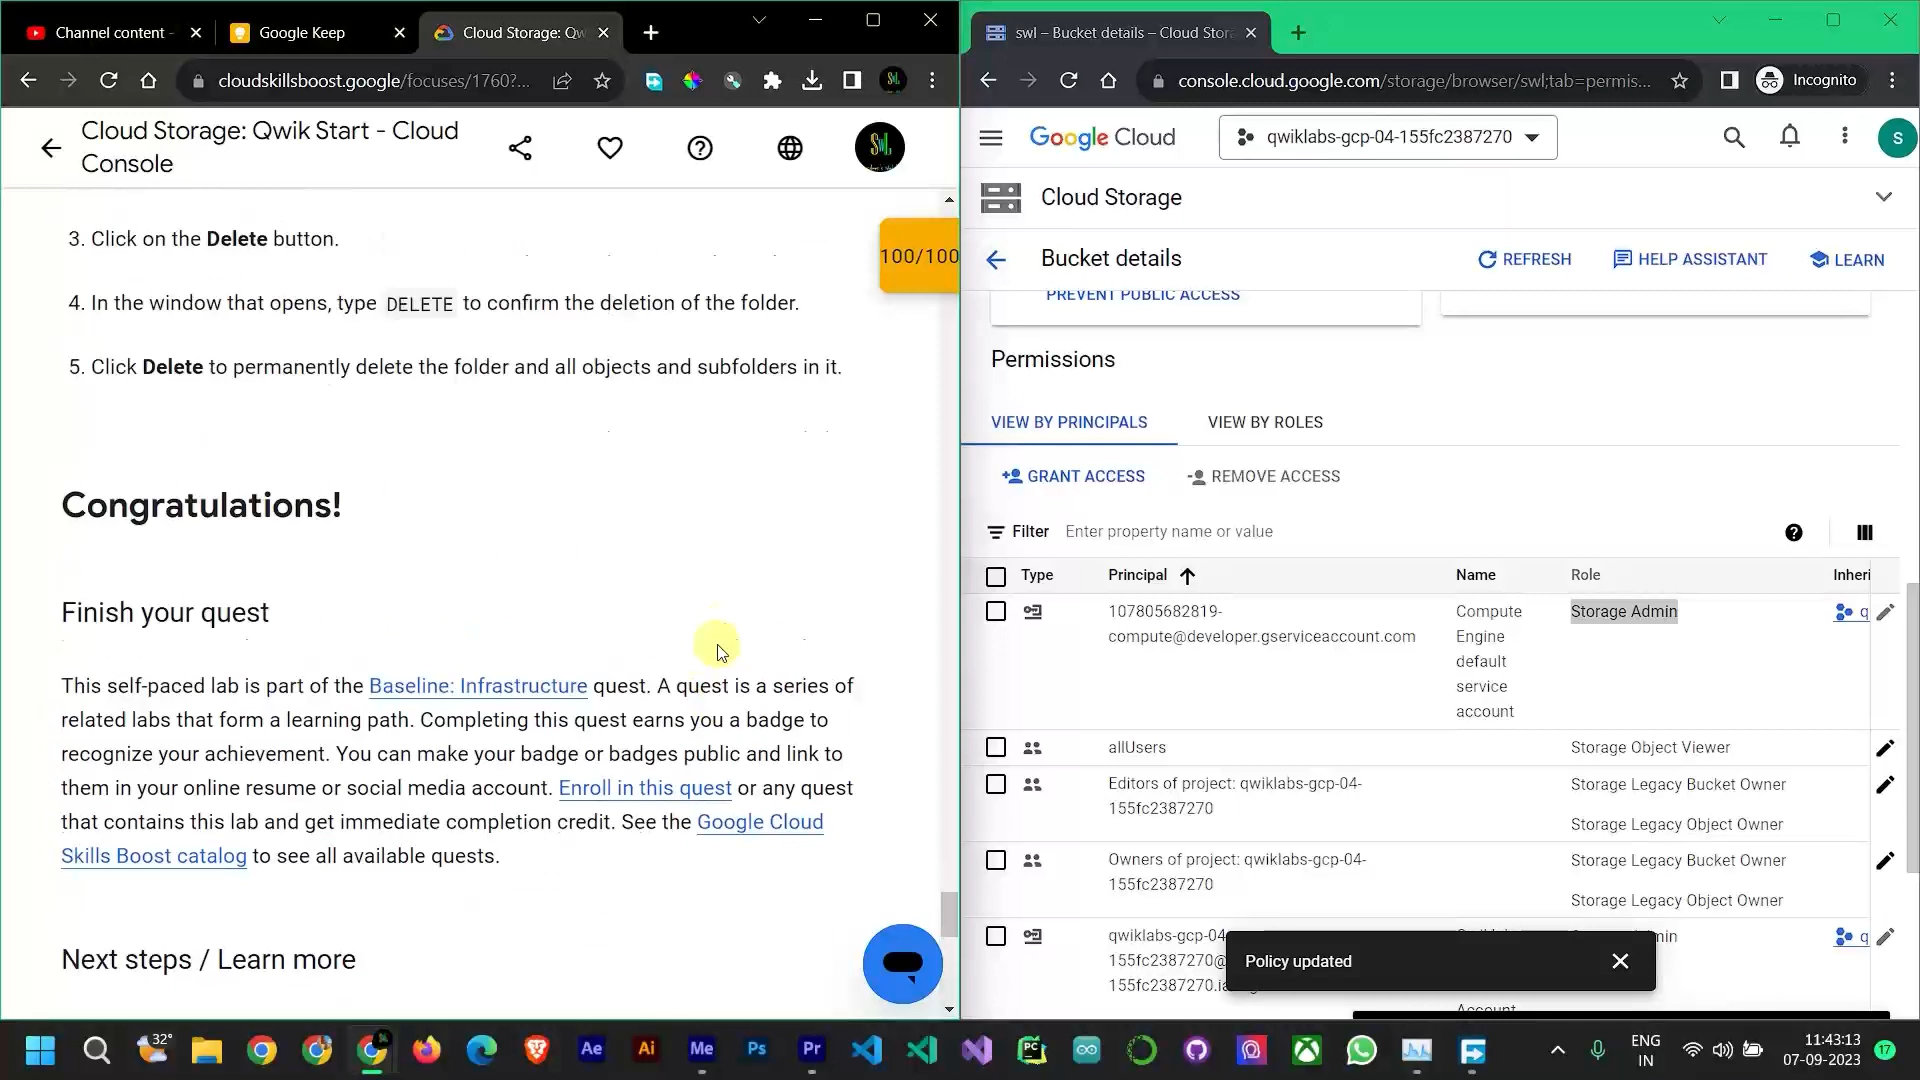 Channel content -
Google Keep
Cloud Storage: Qw
cloudskillsboost.google/focuses/1760?...
Cloud Storage: Qwik Start - Cloud
Console
3. Click on the Delete button.
100/100
4. In the window that opens, type DELETE to confirm the deletion of the folder.
5. Click Delete to permanently delete the folder and all objects and subfolders in it.
Congratulations!
Finish your quest
This self-paced lab is part of the Baseline: Infrastructure quest. A quest is a series of
related labs that form a learning path. Completing this quest earns you a badge to
recognize your achievement. You can make your badge or badges public and link to
them in your online resume or social media account. Enroll in this quest or any quest
that contains this lab and get immediate completion credit. See the Google Cloud
Skills Boost catalog to see all available quests.
Next steps / Learn more
swl – Bucket details – Cloud Stora
console.cloud.google.com/storage/browser/swl;tab=permis...
Incognito
Google Cloud
qwiklabs-gcp-04-155fc2387270
S
Cloud Storage
Bucket details
REFRESH
HELP ASSISTANT
LEARN
PREVENT PUBLIC ACCESS
Permissions
VIEW BY PRINCIPALS
VIEW BY ROLES
GRANT ACCESS
REMOVE ACCESS
Filter
Enter property name or value
Type
Principal
Name
Role
Inheri
107805682819-
compute@developer.gserviceaccount.com
Compute
Engine
default
service
account
Storage Admin
q
allUsers
Storage Object Viewer
Editors of project: qwiklabs-gcp-04-
155fc2387270
Storage Legacy Bucket Owner
Storage Legacy Object Owner
Owners of project: qwiklabs-gcp-04-
155fc2387270
Storage Legacy Bucket Owner
Storage Legacy Object Owner
qwiklabs-gcp-04
155fc2387270@
155fc2387270.ia
q
Policy updated
32°
Ae
Ai
Me
Ps
Pr
PC
ENG
IN
11:43:13
07-09-2023
17